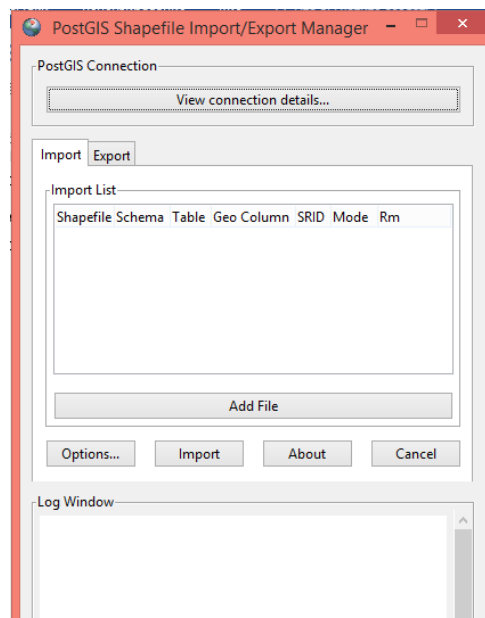 PostGIS Shapefile Import/Export Manager
PostGIS Connection
View connection details...
Import Export
Import List
Shapefile Schema Table Geo Column SRID Mode Rm
Add File
Options... Import About Cancel
Log Window